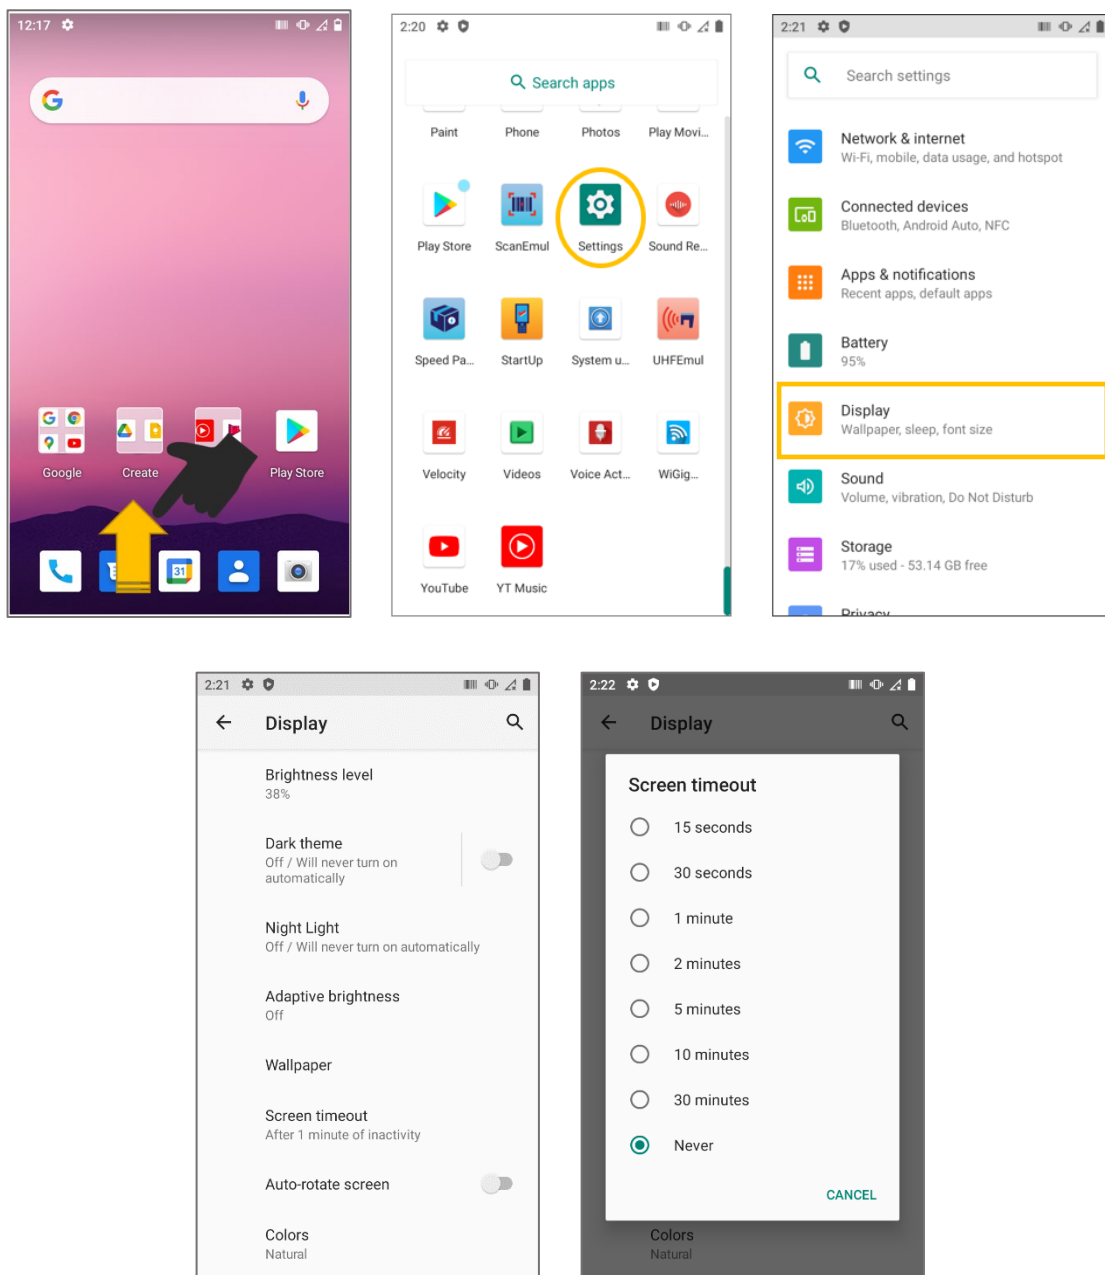 12:17
Google
Create
Play Store
31
2:20
Search apps
Paint Phone Photos Play Movi...
Play Store ScanEmul Settings Sound Re...
Speed Pa... StartUp System u... UHFEmul
Velocity Videos Voice Act... WiGig...
YouTube YT Music
2:21
Search settings
Network & internet
Wi-Fi, mobile, data usage, and hotspot
Connected devices
Bluetooth, Android Auto, NFC
Apps & notifications
Recent apps, default apps
Battery
95%
Display
Wallpaper, sleep, font size
Sound
Volume, vibration, Do Not Disturb
Storage
17% used - 53.14 GB free
Privacy
2:21
Display
Brightness level
38%
Dark theme
Off / Will never turn on
automatically
Night Light
Off / Will never turn on automatically
Adaptive brightness
Off
Wallpaper
Screen timeout
After 1 minute of inactivity
Auto-rotate screen
Colors
Natural
2:22
Display
Screen timeout
15 seconds
30 seconds
1 minute
2 minutes
5 minutes
10 minutes
30 minutes
Never
CANCEL
Colors
Natural